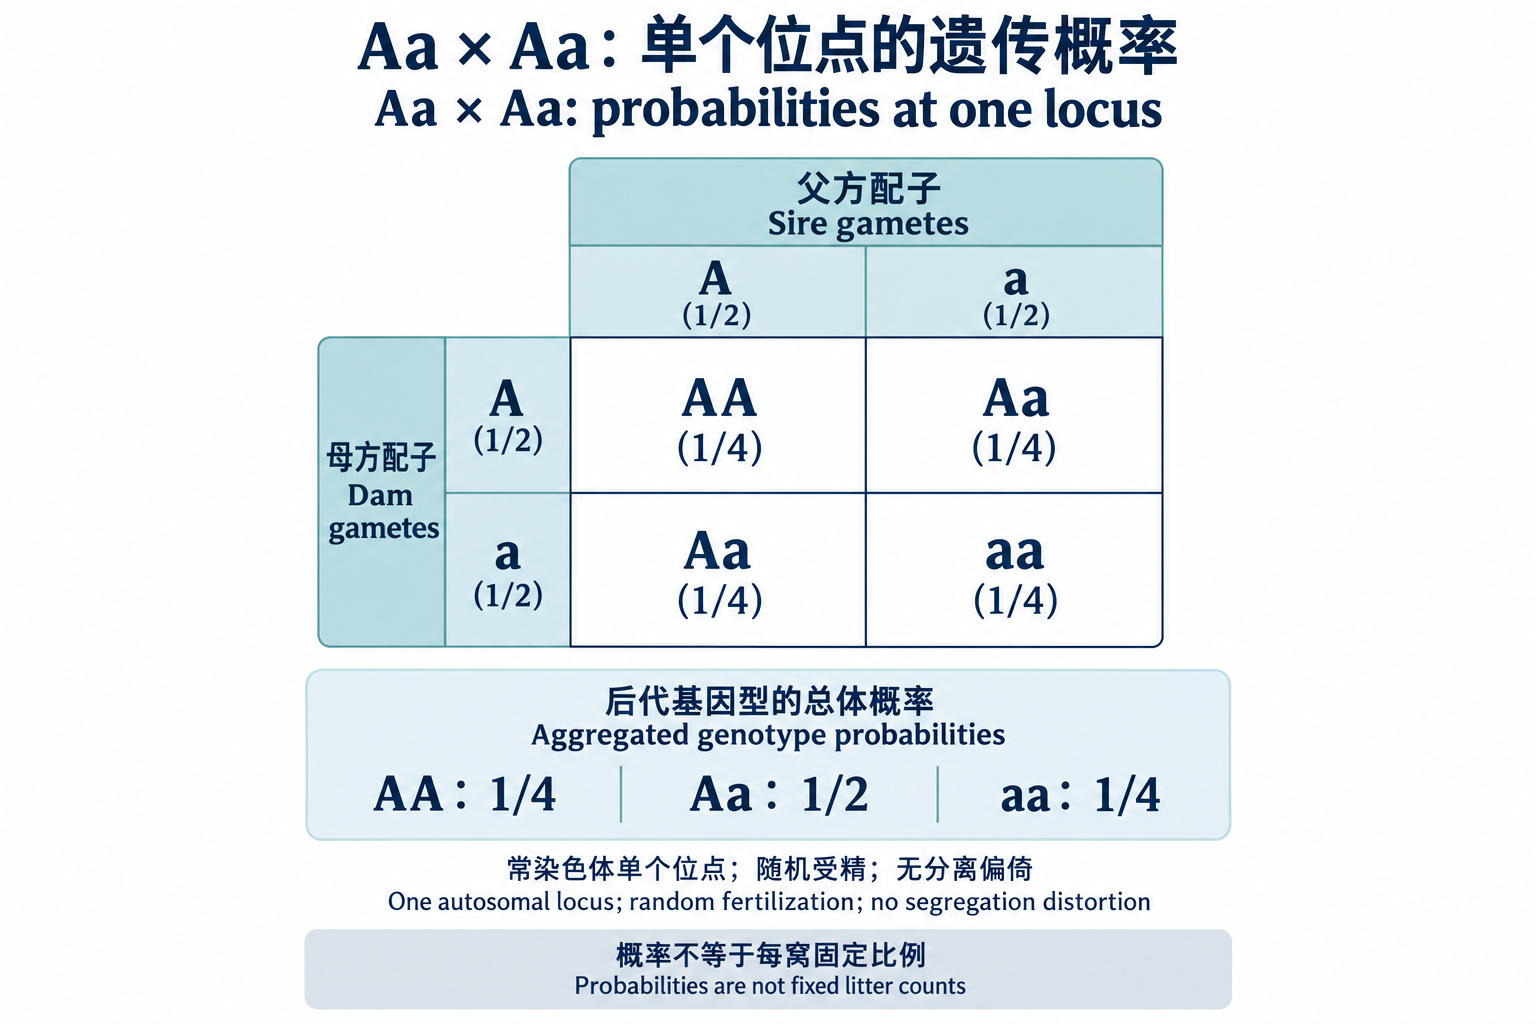 Aa × Aa：单个位点的遗传概率
Aa × Aa: probabilities at one locus
父方配子
Sire gametes
A
(1/2)
a
(1/2)
母方配子
Dam
gametes
A
(1/2)
AA
(1/4)
Aa
(1/4)
a
(1/2)
Aa
(1/4)
aa
(1/4)
后代基因型的总体概率
Aggregated genotype probabilities
AA：1/4
Aa：1/2
aa：1/4
常染色体单个位点；随机受精；无分离偏倚
One autosomal locus; random fertilization; no segregation distortion
概率不等于每窝固定比例
Probabilities are not fixed litter counts